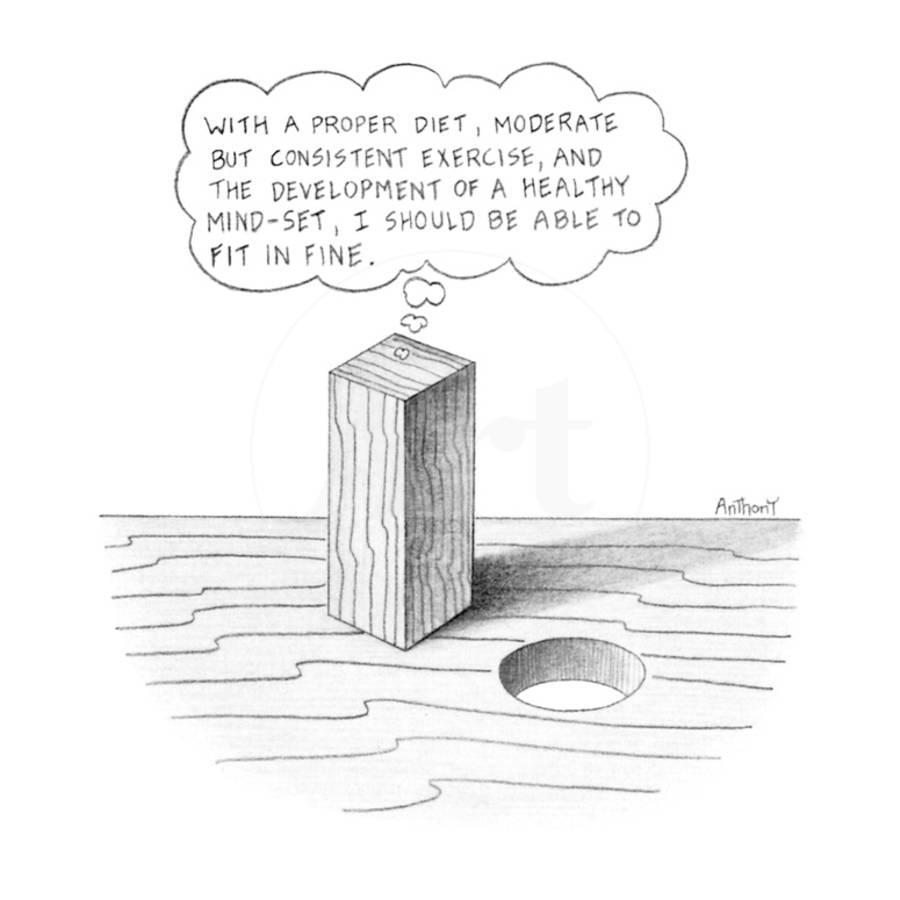 WITH A PROPER DIET, MODERATE
BUT CONSISTENT EXERCISE, AND
THE DEVELOPMENT OF A HEALTHY
MIND-SET, I SHOULD BE ABLE TO
FIT IN FINE.
AnThonY
Art